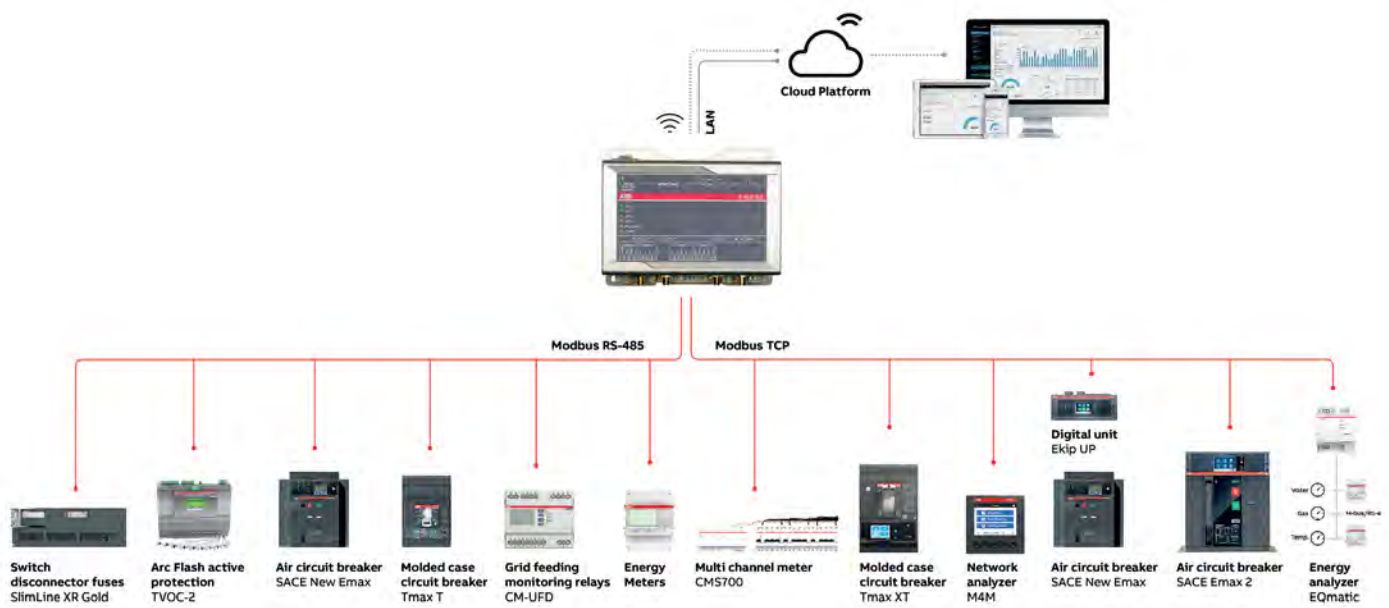 Cloud Platform
LAN
ABB
Modbus RS-485
Modbus TCP
Digital unit
Ekip UP
Water
Gas
Temp.
Switch
disconnector fuses
SlimLine XR Gold
Arc Flash active
protection
TVOC-2
Air circuit breaker
SACE New Emax
Molded case
circuit breaker
Tmax T
Grid feeding
monitoring relays
CM-UFD
Energy
Meters
Multi channel meter
CMS700
Molded case
circuit breaker
Tmax XT
Network
analyzer
M4M
Air circuit breaker
SACE New Emax
Air circuit breaker
SACE Emax 2
Energy
analyzer
EQmatic